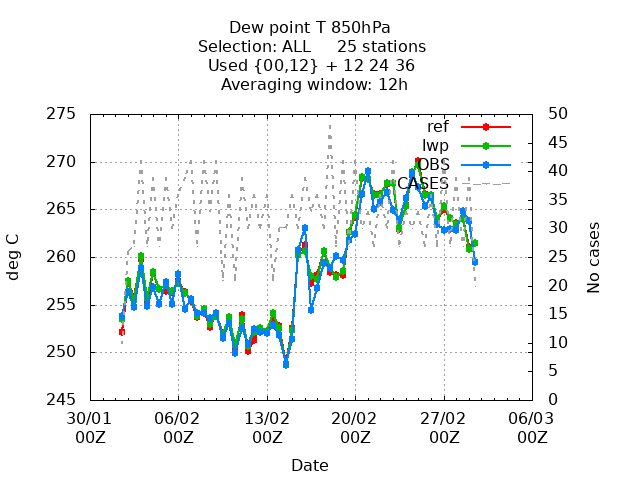 Dew point T 850hPa
Selection: ALL 25 stations
Used {00,12} + 12 24 36
Averaging window: 12h
275
270
265
260
255
250
245
deg C
50
45
40
35
30
25
20
15
10
5
0
No cases
ref
lwp
OBS
CASES
30/01 06/02 13/02 20/02 27/02 06/03
00Z 00Z 00Z 00Z 00Z 00Z
Date